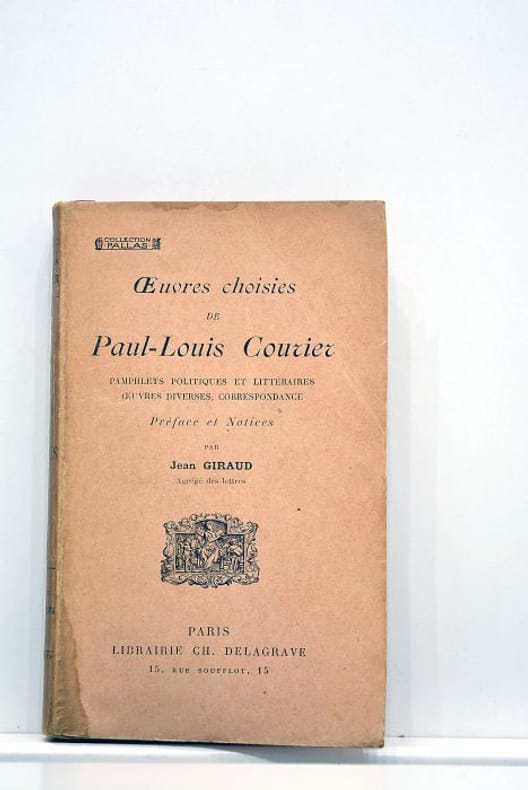 COLLECTION
PALLAS
Œuvres choisies
DE
Paul-Louis Courier
PAMPHLETS POLITIQUES ET LITTÉRAIRES
ŒUVRES DIVERSES, CORRESPONDANCE
Préface et Notices
PAR
Jean GIRAUD
Agrégé des lettres
PARIS
LIBRAIRIE CH. DELAGRAVE
15, RUE SOUFFLOT, 15